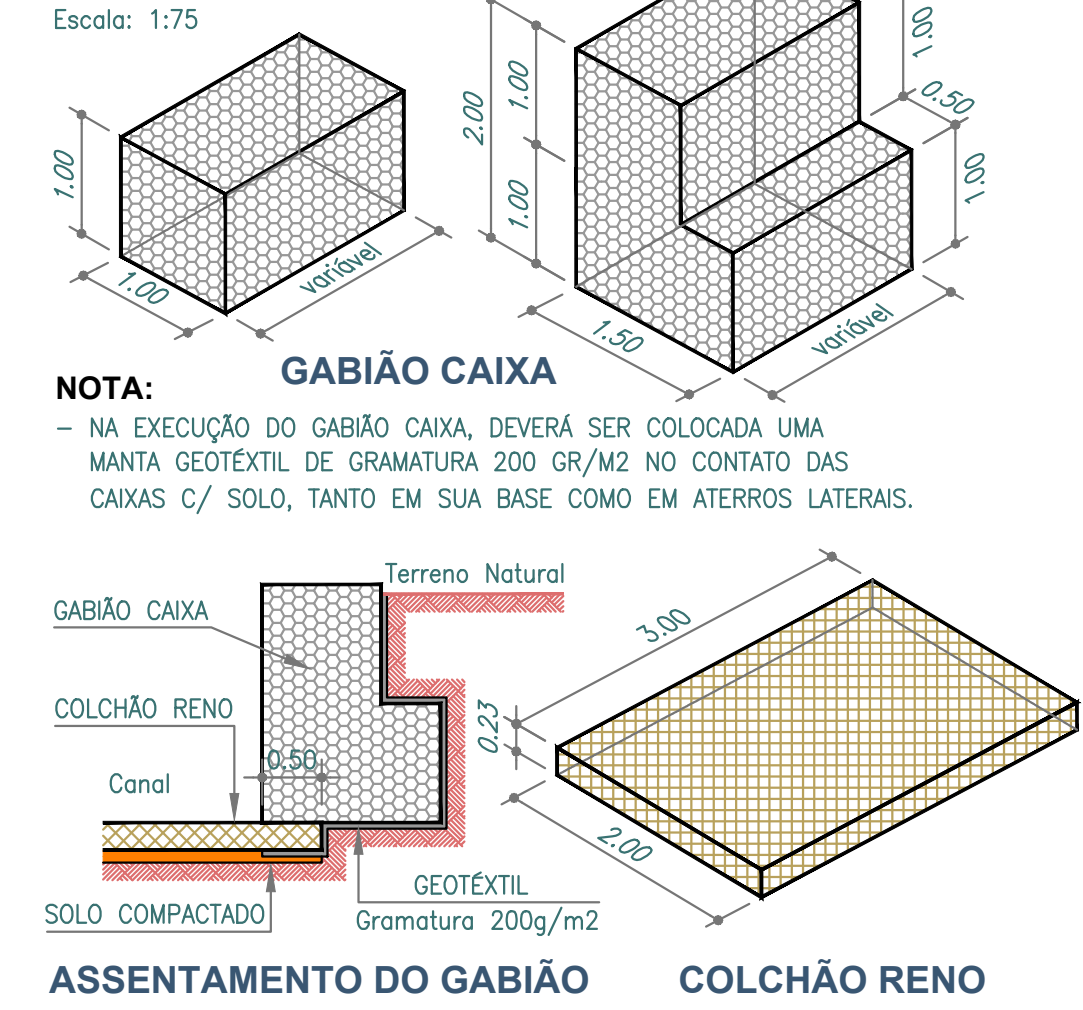 Escala: 1:75
1.00
1.00
variável
2.00
1.00
1.00
1.50
variável
1.00
0.50
1.00
GABIÃO CAIXA
NOTA:
– NA EXECUÇÃO DO GABIÃO CAIXA, DEVERÁ SER COLOCADA UMA
MANTA GEOTÉXTIL DE GRAMATURA 200 GR/M2 NO CONTATO DAS
CAIXAS C/ SOLO, TANTO EM SUA BASE COMO EM ATERROS LATERAIS.
Terreno Natural
GABIÃO CAIXA
COLCHÃO RENO
0.50
Canal
GEOTÉXTIL
Gramatura 200g/m2
SOLO COMPACTADO
3.00
0.23
2.00
ASSENTAMENTO DO GABIÃO
COLCHÃO RENO